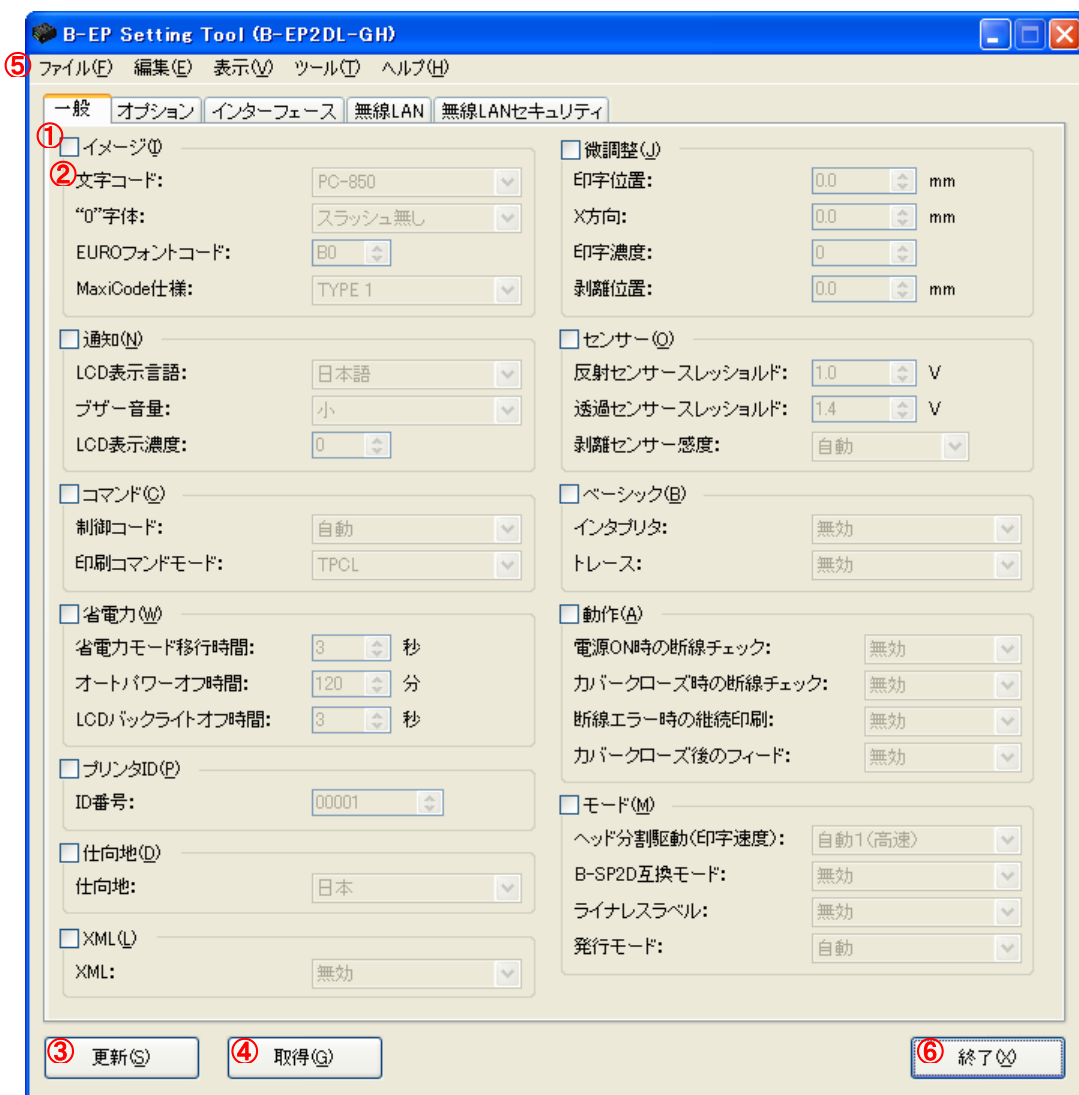 B-EP Setting Tool (B-EP2DL-GH)
⑤ ファイル(F) 編集(E) 表示(V) ツール(T) ヘルプ(H)
一般 オプション インターフェース 無線LAN 無線LANセキュリティ
① イメージ(I)
② 文字コード: PC-850
“0”字体: スラッシュ無し
EUROフォントコード: B0
MaxiCode仕様: TYPE 1
通知(N)
LCD表示言語: 日本語
ブザー音量: 小
LCD表示濃度: 0
コマンド(C)
制御コード: 自動
印刷コマンドモード: TPCL
省電力(W)
省電力モード移行時間: 3 秒
オートパワーオフ時間: 120 分
LCDバックライトオフ時間: 3 秒
プリンタID(P)
ID番号: 00001
仕向地(D)
仕向地: 日本
XML(L)
XML: 無効
微調整(J)
印字位置: 0.0 mm
X方向: 0.0 mm
印字濃度: 0
剥離位置: 0.0 mm
センサー(O)
反射センサースレッショルド: 1.0 V
透過センサースレッショルド: 1.4 V
剥離センサー感度: 自動
ベーシック(B)
インタプリタ: 無効
トレース: 無効
動作(A)
電源ON時の断線チェック: 無効
カバークローズ時の断線チェック: 無効
断線エラー時の継続印刷: 無効
カバークローズ後のフィード: 無効
モード(M)
ヘッド分割駆動(印字速度): 自動1(高速)
B-SP2D互換モード: 無効
ライナレスラベル: 無効
発行モード: 自動
③ 更新(S) ④ 取得(G) ⑥ 終了(X)